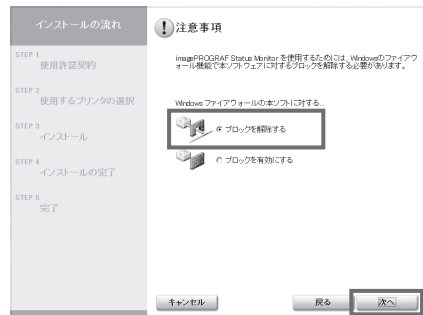 インストールの流れ
STEP 1
使用許諾契約
STEP 2
使用するプリンタの選択
STEP 3
インストール
STEP 4
インストールの完了
STEP 5
完了
注意事項
imagePROGRAF Status Monitor を使用するためには、Windowsのファイアウ
ォール機能で本ソフトウェアに対するブロックを解除する必要があります。
Windows ファイアウォールの本ソフトに対する...
ブロックを解除する
ブロックを有効にする
キャンセル
戻る
次へ